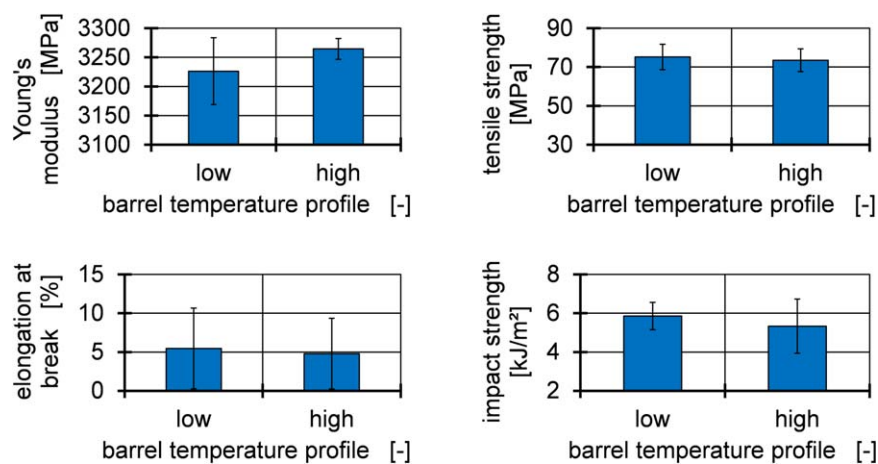 Young's
modulus [MPa]
3300
3250
3200
3150
3100
low high
barrel temperature profile [-]
tensile strength
[MPa]
90
70
50
30
low high
barrel temperature profile [-]
elongation at
break [%]
15
10
5
0
low high
barrel temperature profile [-]
impact strength
[kJ/m²]
8
6
4
2
low high
barrel temperature profile [-]